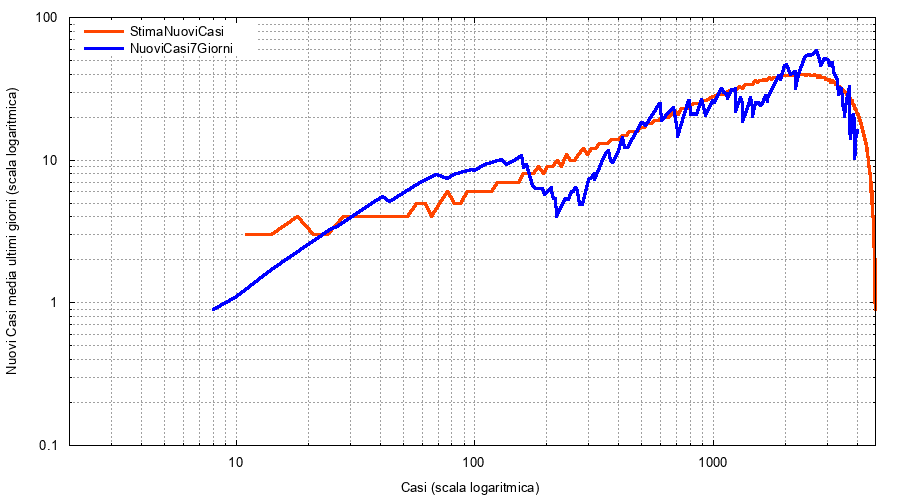 100
StimaNuoviCasi
NuoviCasi7Giorni
10
1
0.1
Nuovi Casi media ultimi giorni (scala logaritmica)
10
100
1000
Casi (scala logaritmica)